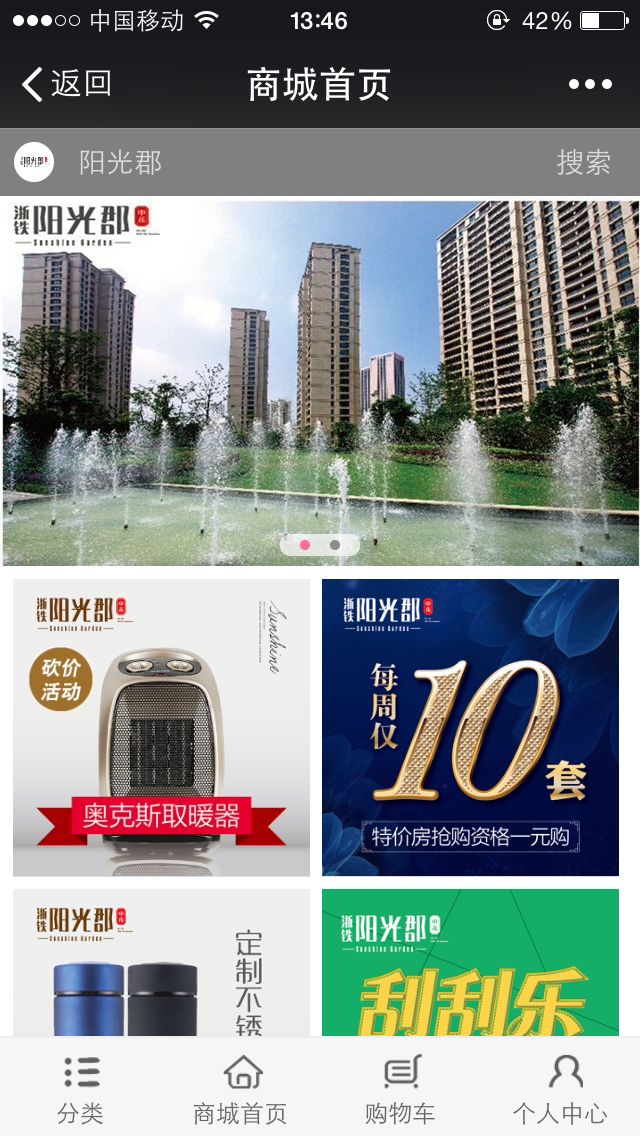 中国移动 13:46 42%
返回 商城首页
阳光郡 搜索
浙铁 阳光郡
Sunshine Garden
浙铁 阳光郡
Sunshine Garden
Sunshine
砍价
活动
奥克斯取暖器
浙铁 阳光郡
Sunshine Garden
每周仅
10
套
特价房抢购资格一元购
浙铁 阳光郡
Sunshine Garden
定制不锈
浙铁 阳光郡
Sunshine Garden
刮刮乐
分类 商城首页 购物车 个人中心